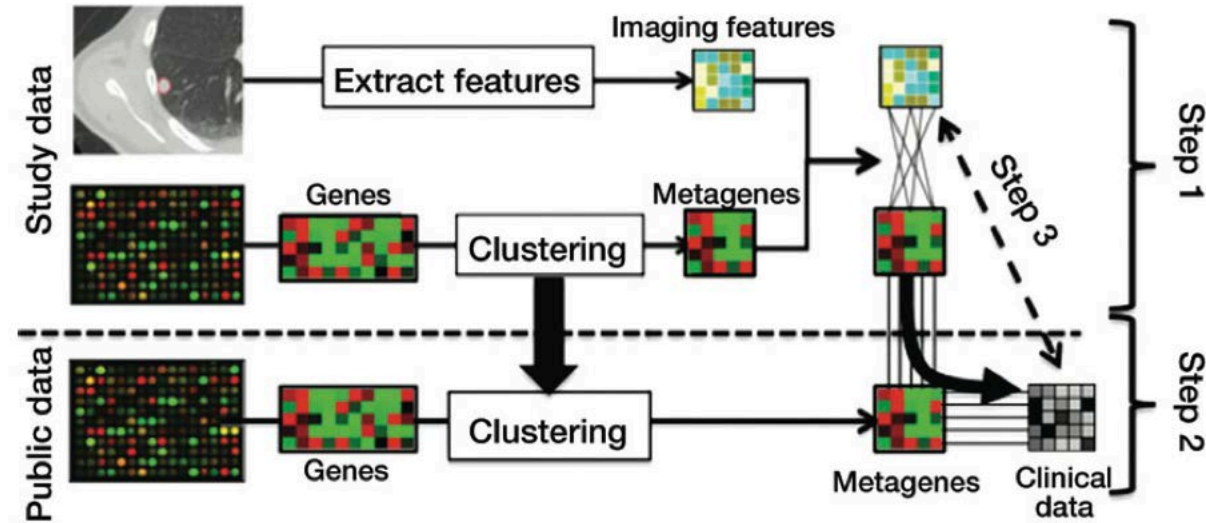 Study data
Extract features
Imaging features
Genes
Clustering
Metagenes
Step 1
Step 3
Public data
Genes
Clustering
Metagenes
Clinical
data
Step 2